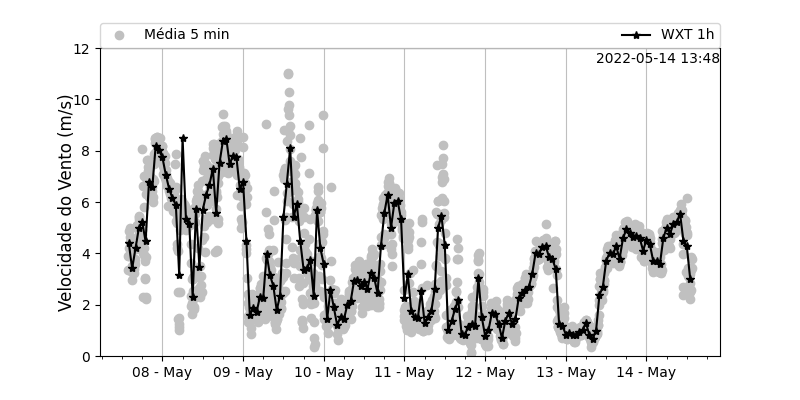 Média 5 min
WXT 1h
2022-05-14 13:48
Velocidade do Vento (m/s)
12
10
8
6
4
2
0
08 - May
09 - May
10 - May
11 - May
12 - May
13 - May
14 - May